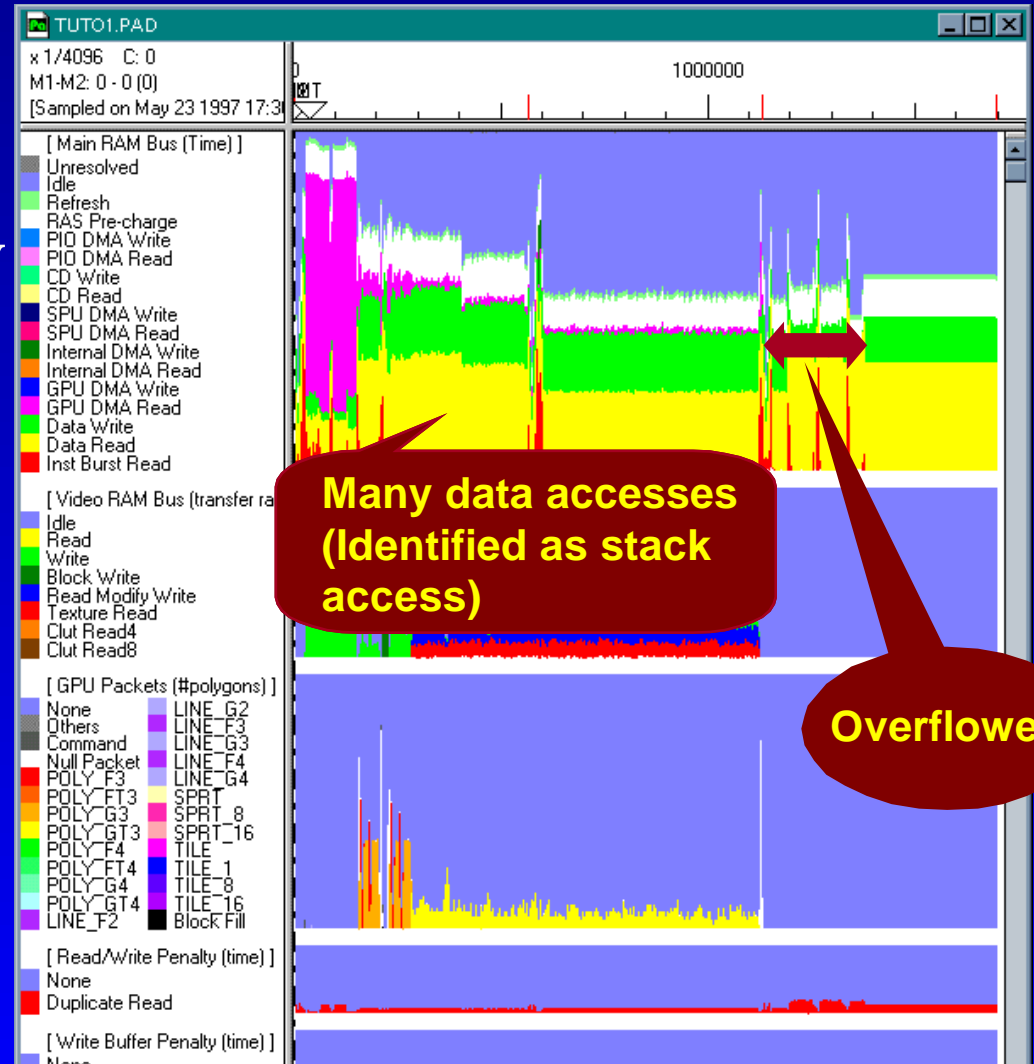 TUTO1.PAD
x 1/4096 C: 0
M1-M2: 0 - 0 (0)
[Sampled on May 23 1997 17:3
1000000
[ Main RAM Bus (Time) ]
Unresolved
Idle
Refresh
RAS Pre-charge
PIO DMA Write
PIO DMA Read
CD Write
CD Read
SPU DMA Write
SPU DMA Read
Internal DMA Write
Internal DMA Read
GPU DMA Write
GPU DMA Read
Data Write
Data Read
Inst Burst Read
Many data accesses
(Identified as stack
access)
[ Video RAM Bus (transfer ra
Idle
Read
Write
Block Write
Read Modify Write
Texture Read
Clut Read4
Clut Read8
Overflowe
[ GPU Packets (#polygons) ]
None LINE_G2
Others LINE_F3
Command LINE_G3
Null Packet LINE_F4
POLY_F3 LINE_G4
POLY_FT3 SPRT
POLY_G3 SPRT_8
POLY_GT3 SPRT_16
POLY_F4 TILE
POLY_FT4 TILE_1
POLY_G4 TILE_8
POLY_GT4 TILE_16
LINE_F2 Block Fill
[ Read/Write Penalty (time) ]
None
Duplicate Read
[ Write Buffer Penalty (time) ]
None